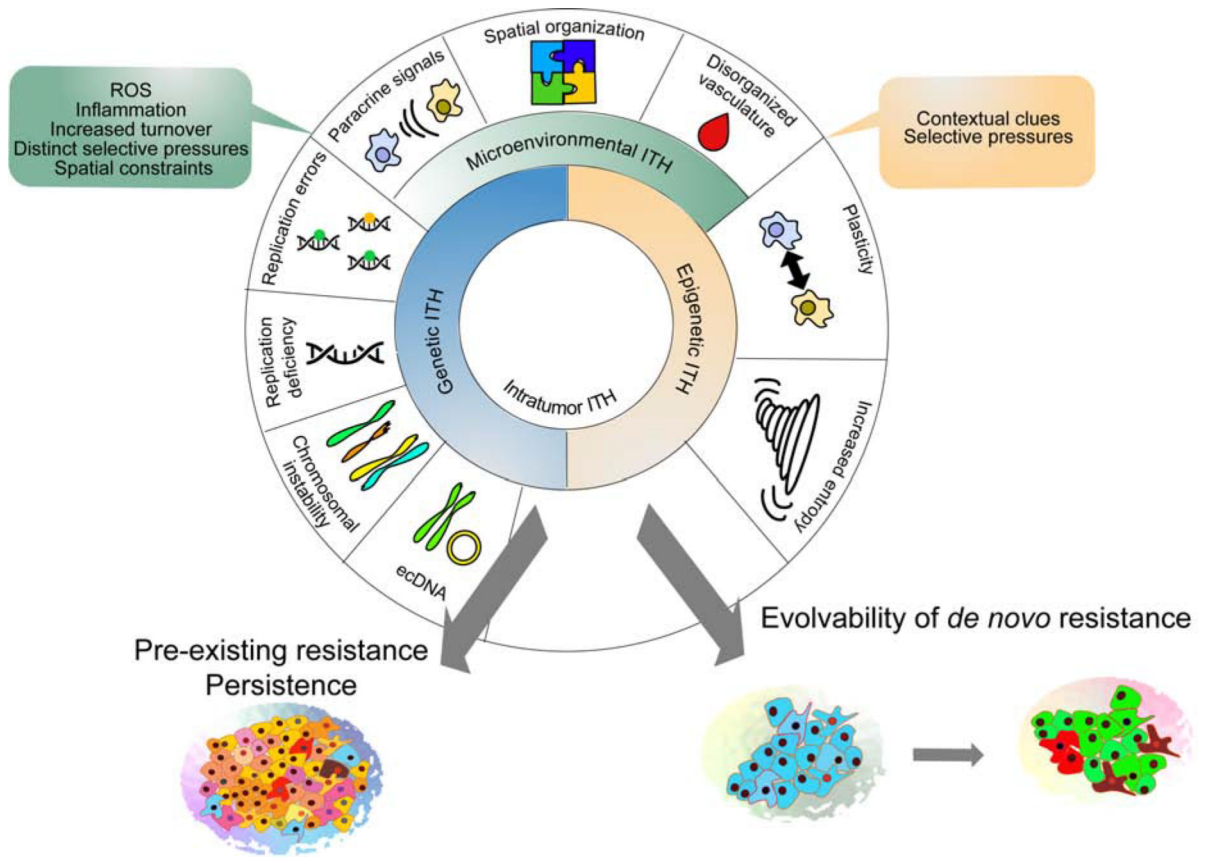 Spatial organization
Paracrine signals
Disorganized
vasculature
ROS
Inflammation
Increased turnover
Distinct selective pressures
Spatial constraints
Contextual clues
Selective pressures
Microenvironmental ITH
Replication errors
Plasticity
Genetic ITH
Epigenetic ITH
Replication
deficiency
Intratumor ITH
Chromosomal
instability
Increased entropy
ecDNA
Evolvability of de novo resistance
Pre-existing resistance
Persistence